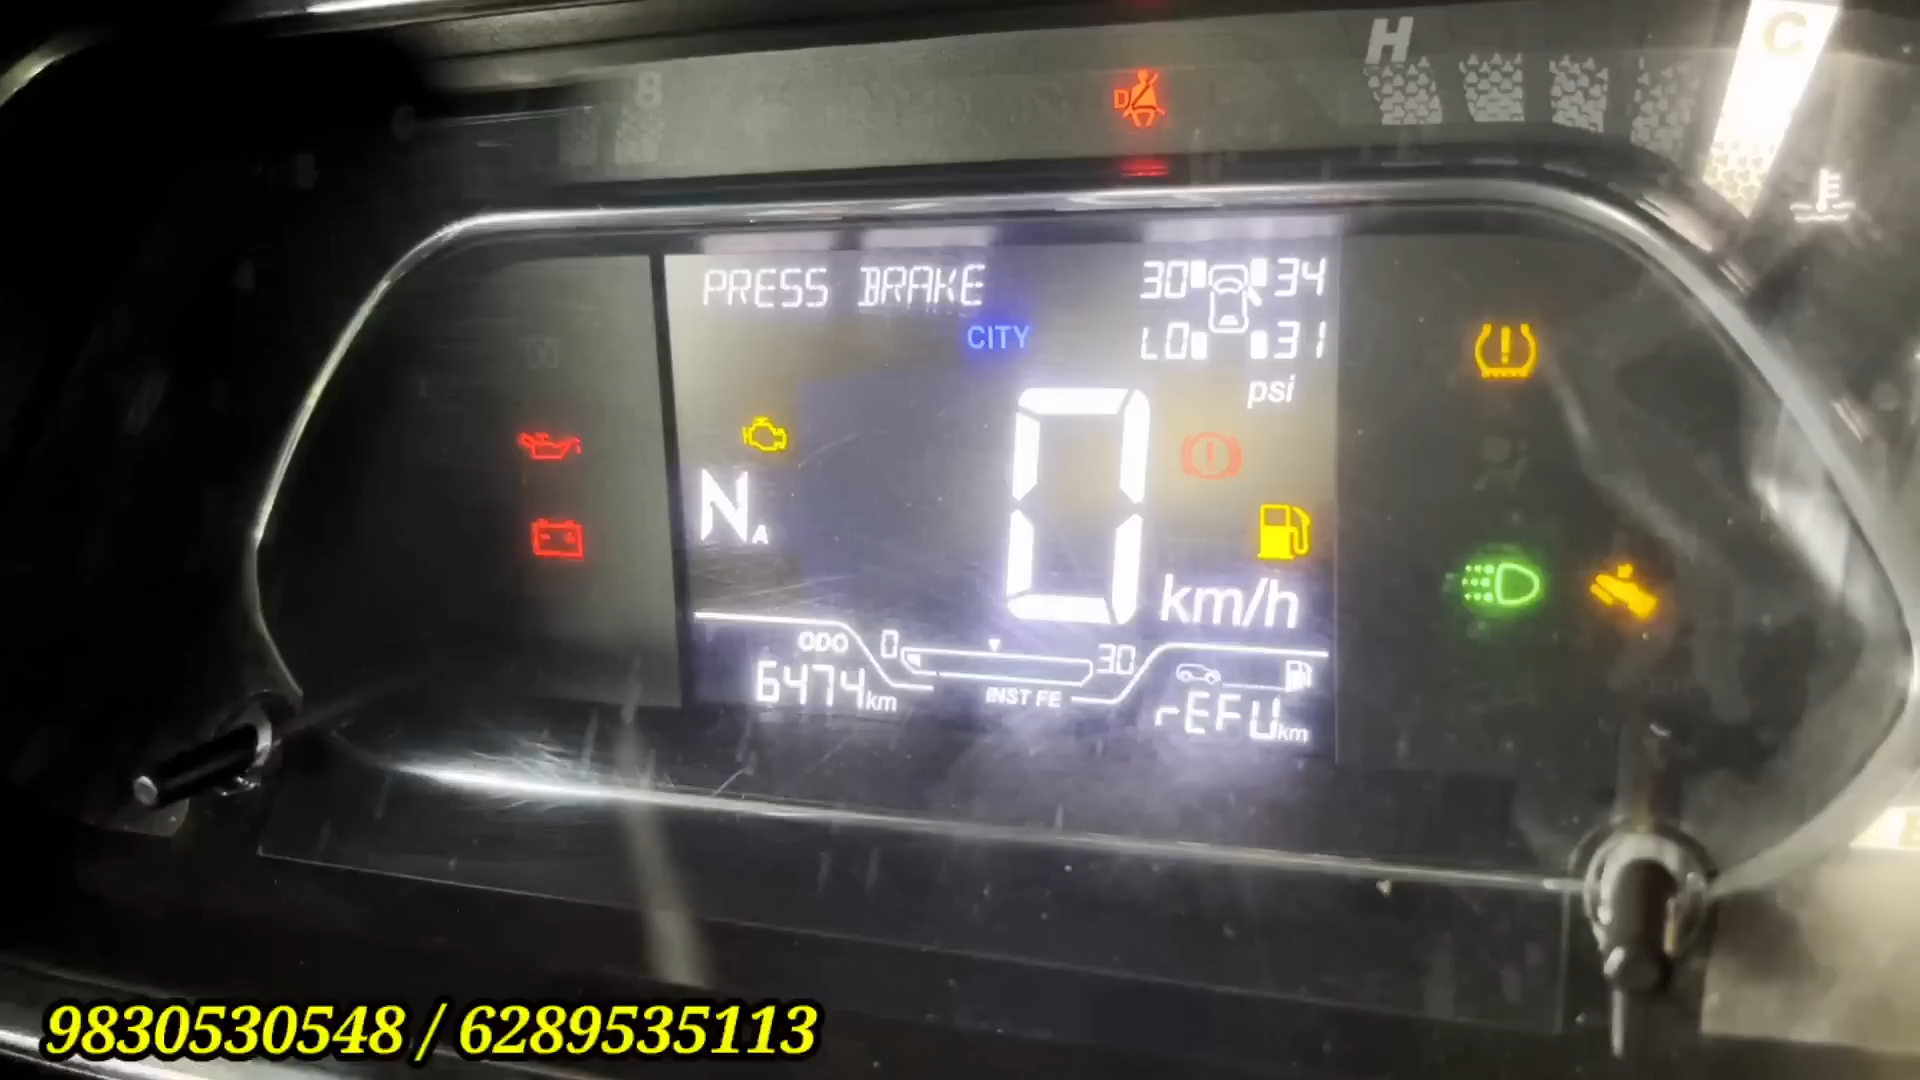 H
C
8
D
PRESS BRAKE
30 34
CITY
LO 31
psi
N A
0
km/h
ODO 0 30
6474 km
INST FE
rEFU km
9830530548 / 6289535113